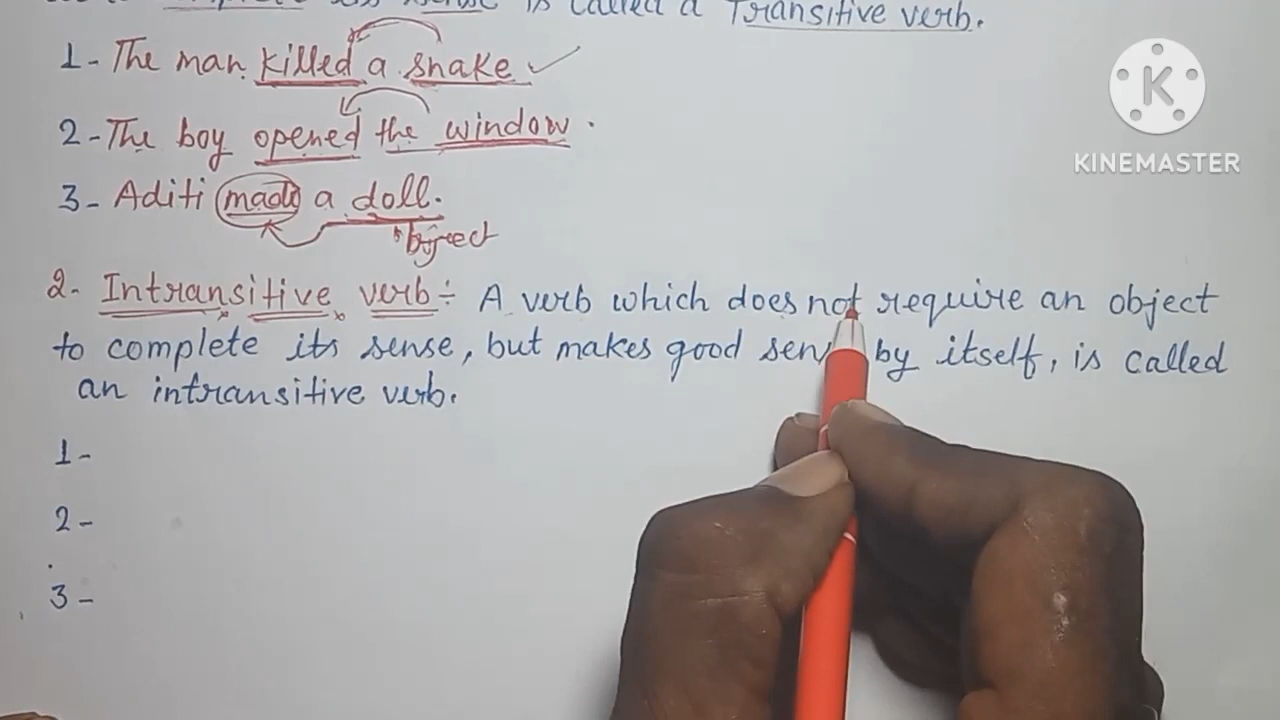 its sense is called a Transitive verb.
1- The man killed a snake ✓
2- The boy opened the window.
3- Aditi made a doll.
object
2- Intransitive verb÷ A verb which does not require an object
to complete its sense, but makes good sen by itself, is called
an intransitive verb.
1-
2-
3-
K
KINEMASTER